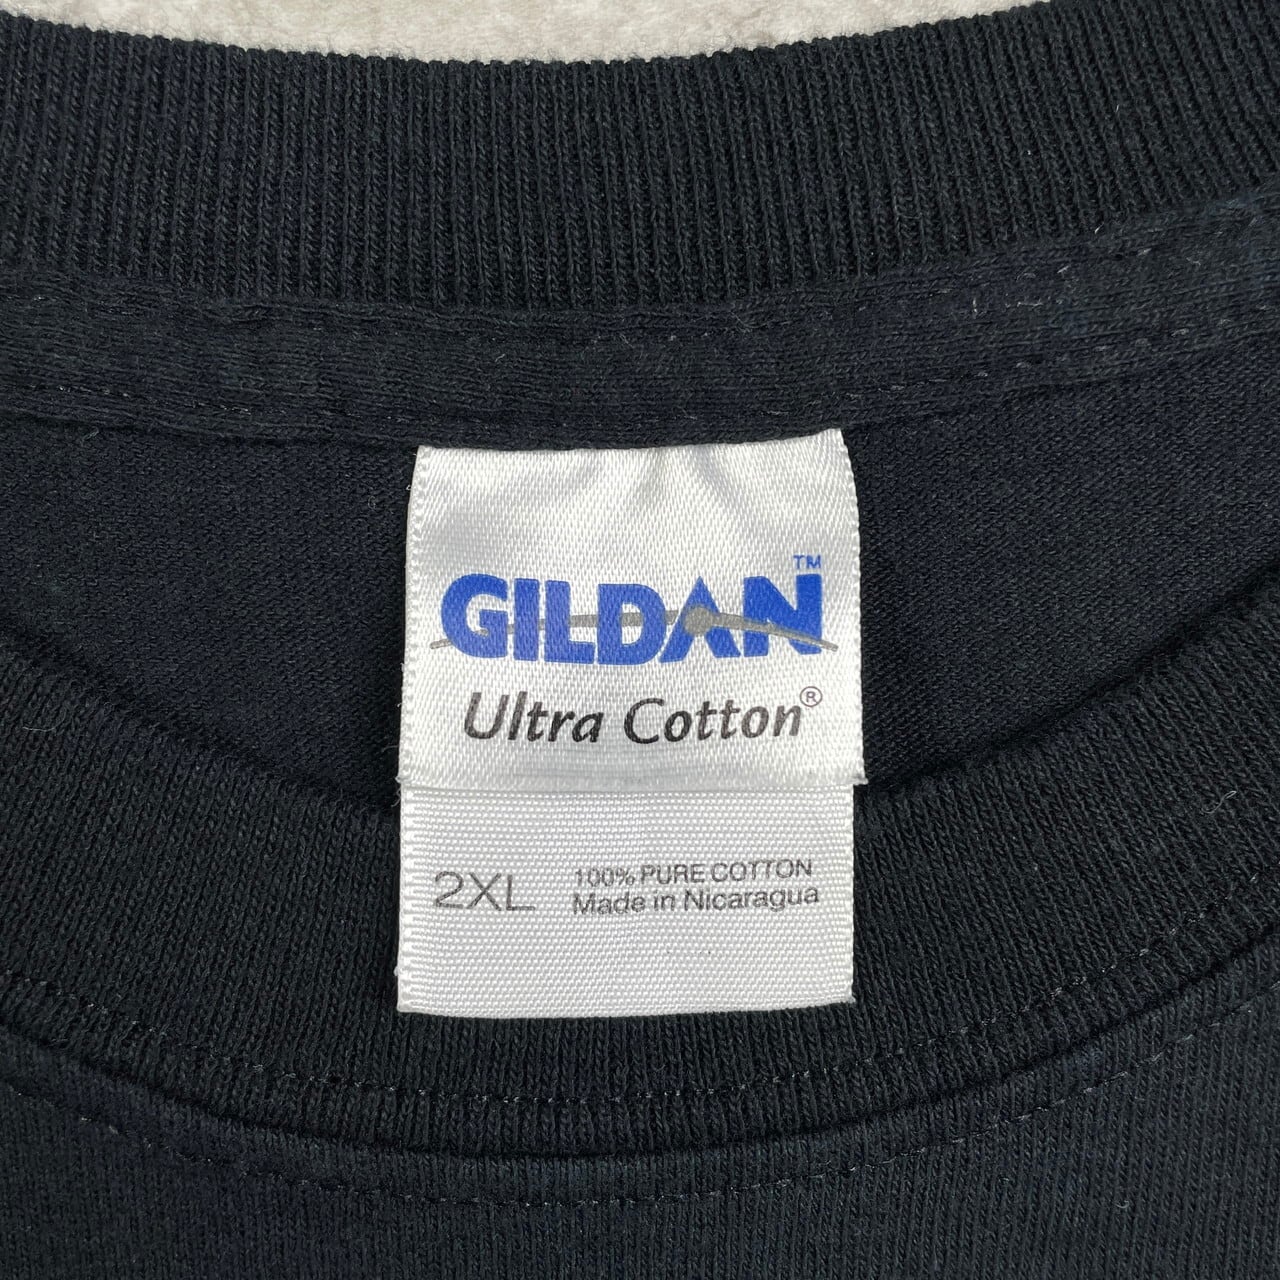 GILDAN™
Ultra Cotton®
2XL 100% PURE COTTON
Made in Nicaragua